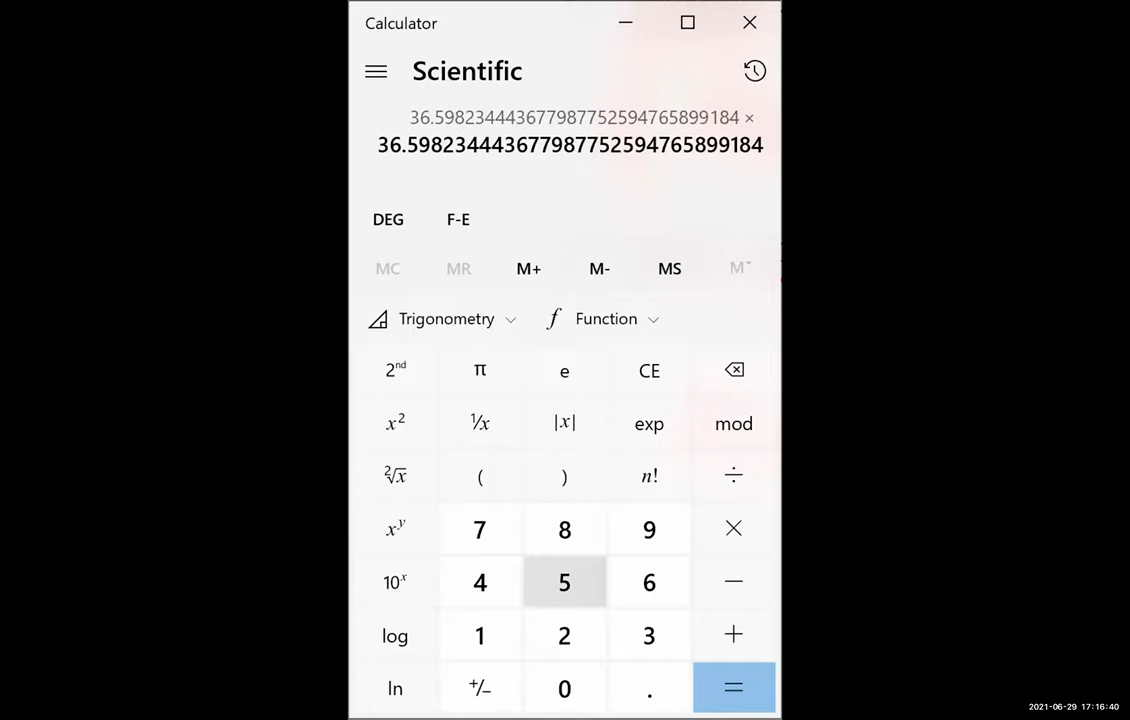 Calculator
Scientific
36.598234443677987752594765899184 ×
36.598234443677987752594765899184
DEG F-E
MC MR M+ M- MS M˅
Trigonometry f Function
2ⁿᵈ π e CE
x² ¹⁄x |x| exp mod
²√x ( ) n! ÷
xʸ 7 8 9 ×
10ˣ 4 5 6 −
log 1 2 3 +
ln +/− 0 . =
2021-06-29 17:16:40